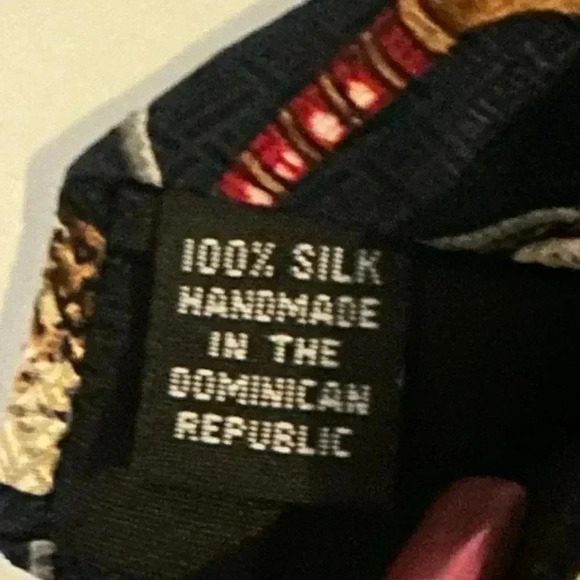 100% SILK
HANDMADE
IN THE
DOMINICAN
REPUBLIC